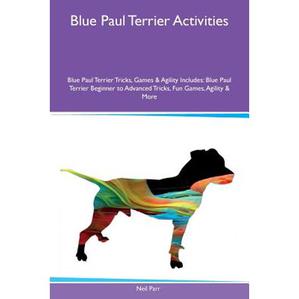 Blue Paul Terrier Activities
Blue Paul Terrier Tricks, Games & Agility Includes: Blue Paul
Terrier Beginner to Advanced Tricks, Fun Games, Agility &
More
Neil Parr